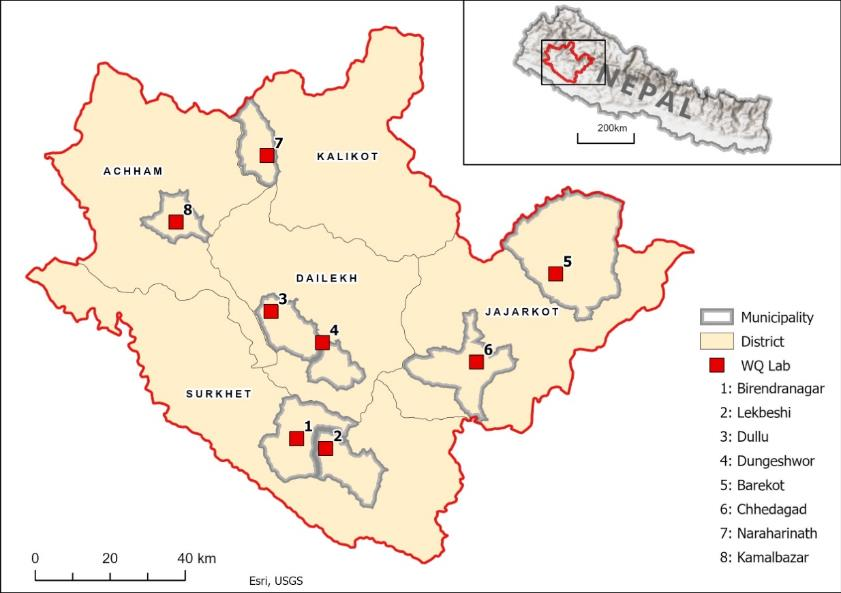 NEPAL
200km
7
KALIKOT
ACHHAM
8
5
DAILEKH
3
JAJARKOT
4
6
SURKHET
1
2
Municipality
District
WQ Lab
1: Birendranagar
2: Lekbeshi
3: Dullu
4: Dungeshwor
5: Barekot
6: Chhedagad
7: Naraharinath
8: Kamalbazar
0 20 40 km
Esri, USGS